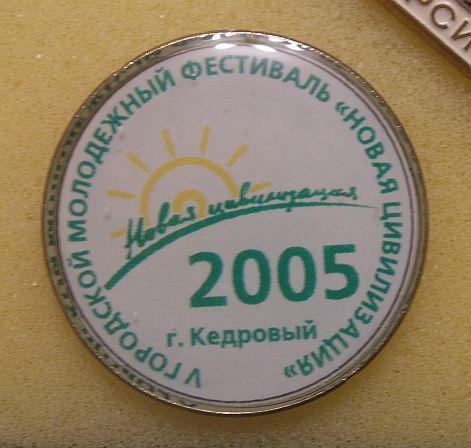 V ГОРОДСКОЙ МОЛОДЕЖНЫЙ ФЕСТИВАЛЬ «НОВАЯ ЦИВИЛИЗАЦИЯ»
Новая цивилизация
2005
г. Кедровый